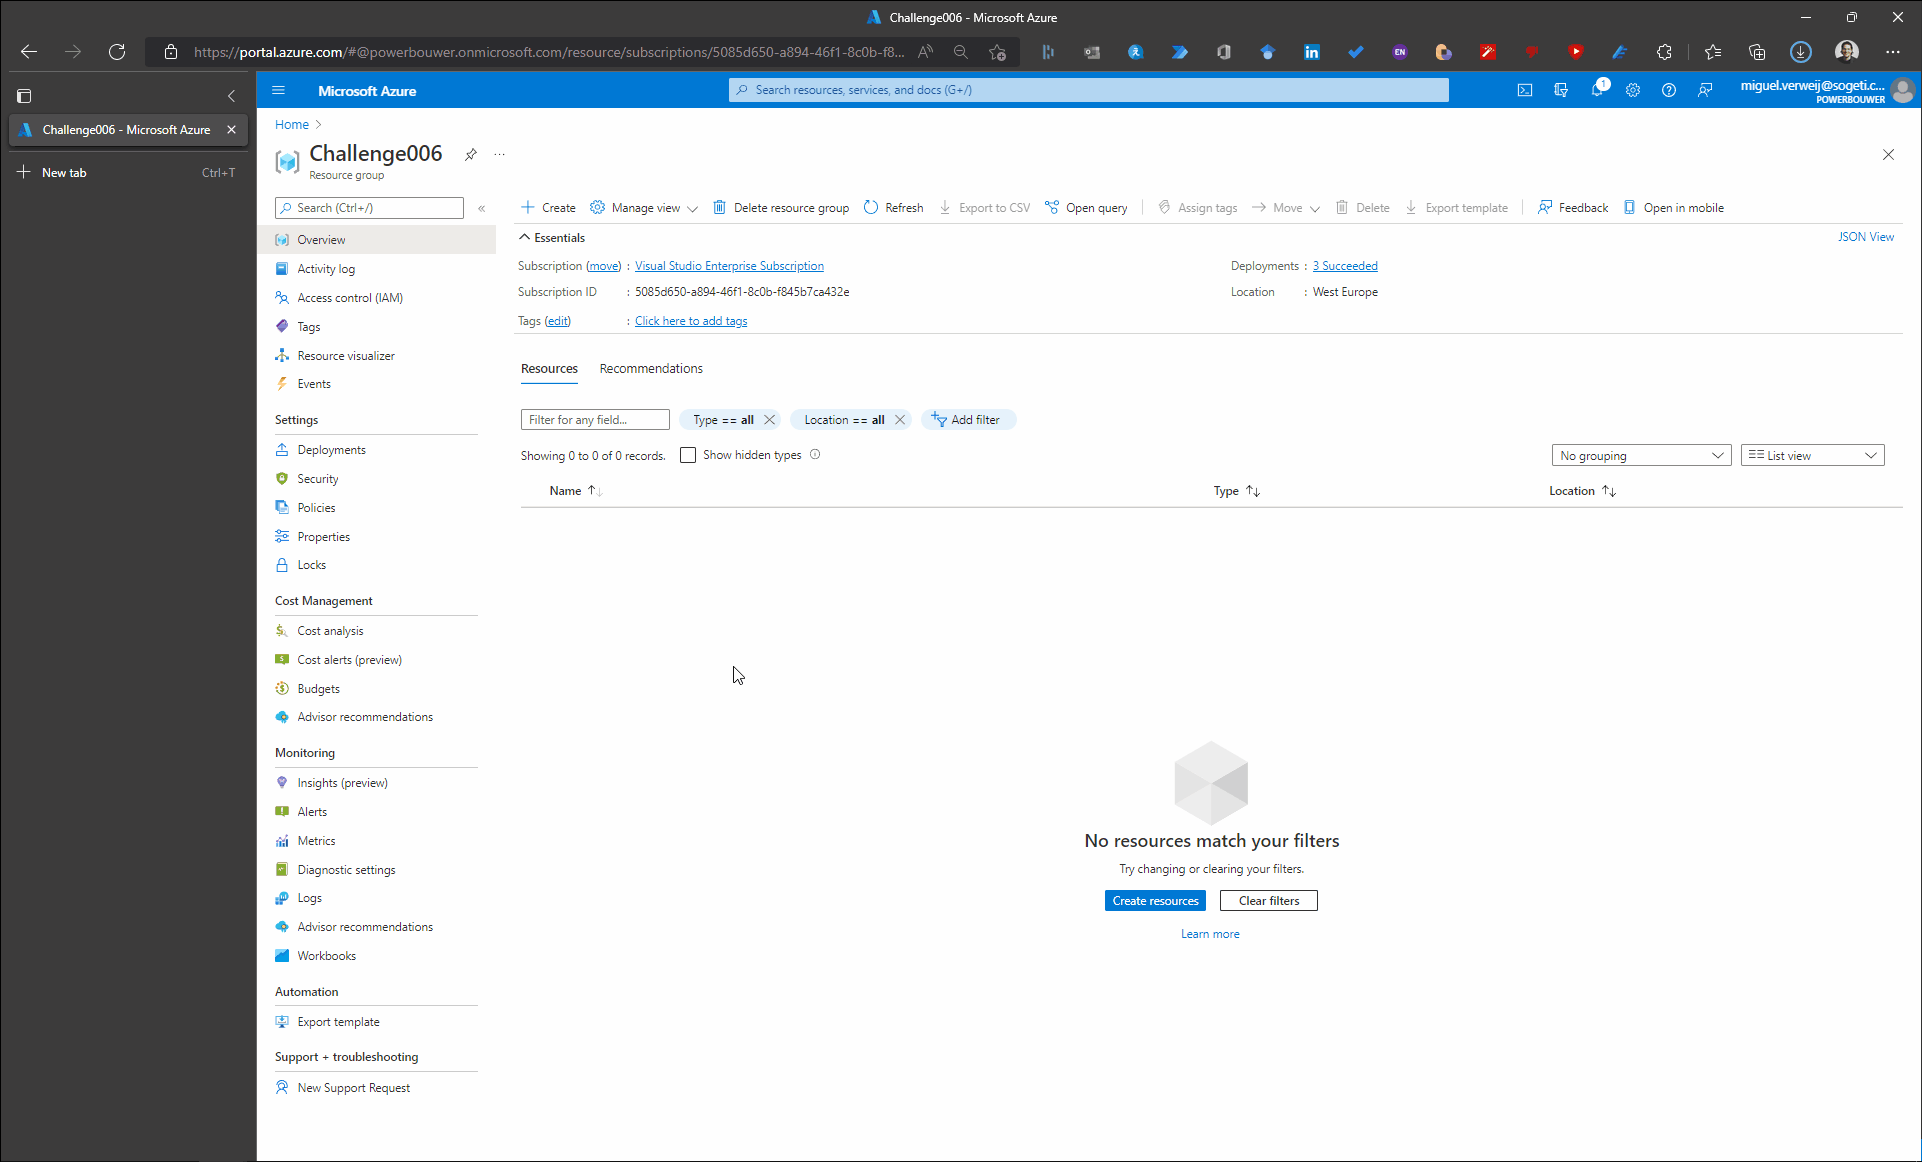 Challenge006 - Microsoft Azure
https://portal.azure.com/#@powerbouwer.onmicrosoft.com/resource/subscriptions/5085d650-a894-46f1-8c0b-f8...
EN
Challenge006 - Microsoft Azure
New tab Ctrl+T
Microsoft Azure
Search resources, services, and docs (G+/)
1
miguel.verweij@sogeti.c...
POWERBOUWER
Home >
Challenge006
Resource group
Search (Ctrl+/)
Create Manage view Delete resource group Refresh Export to CSV Open query Assign tags Move Delete Export template Feedback Open in mobile
Overview
Activity log
Access control (IAM)
Tags
Resource visualizer
Events
Settings
Deployments
Security
Policies
Properties
Locks
Cost Management
Cost analysis
Cost alerts (preview)
Budgets
Advisor recommendations
Monitoring
Insights (preview)
Alerts
Metrics
Diagnostic settings
Logs
Advisor recommendations
Workbooks
Automation
Export template
Support + troubleshooting
New Support Request
Essentials JSON View
Subscription (move) : Visual Studio Enterprise Subscription Deployments : 3 Succeeded
Subscription ID : 5085d650-a894-46f1-8c0b-f845b7ca432e Location : West Europe
Tags (edit) : Click here to add tags
Resources Recommendations
Filter for any field... Type == all Location == all Add filter
Showing 0 to 0 of 0 records. Show hidden types No grouping List view
Name Type Location
No resources match your filters
Try changing or clearing your filters.
Create resources Clear filters
Learn more